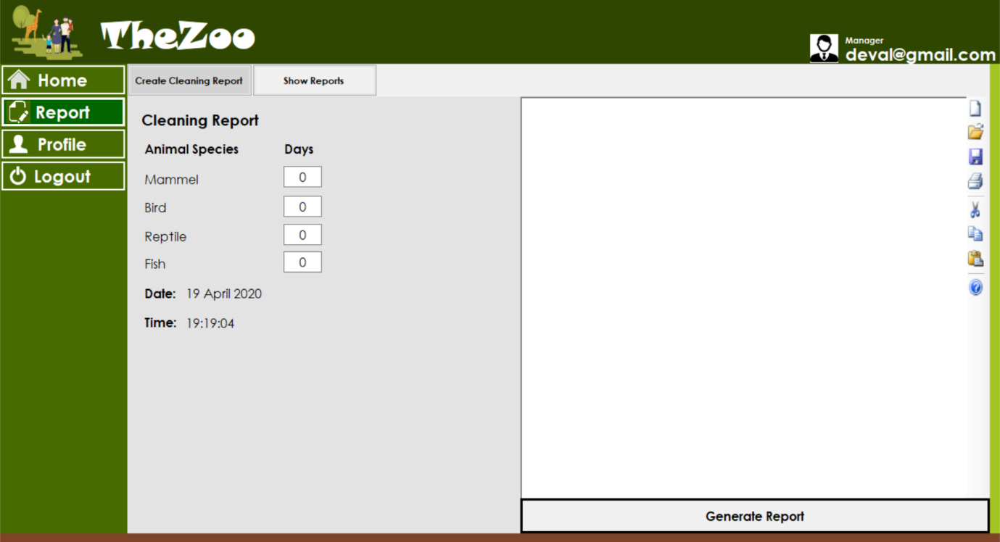 TheZoo
Manager
deval@gmail.com
Home
Report
Profile
Logout
Create Cleaning Report
Show Reports
Cleaning Report
Animal Species Days
Mammel 0
Bird 0
Reptile 0
Fish 0
Date: 19 April 2020
Time: 19:19:04
?
Generate Report